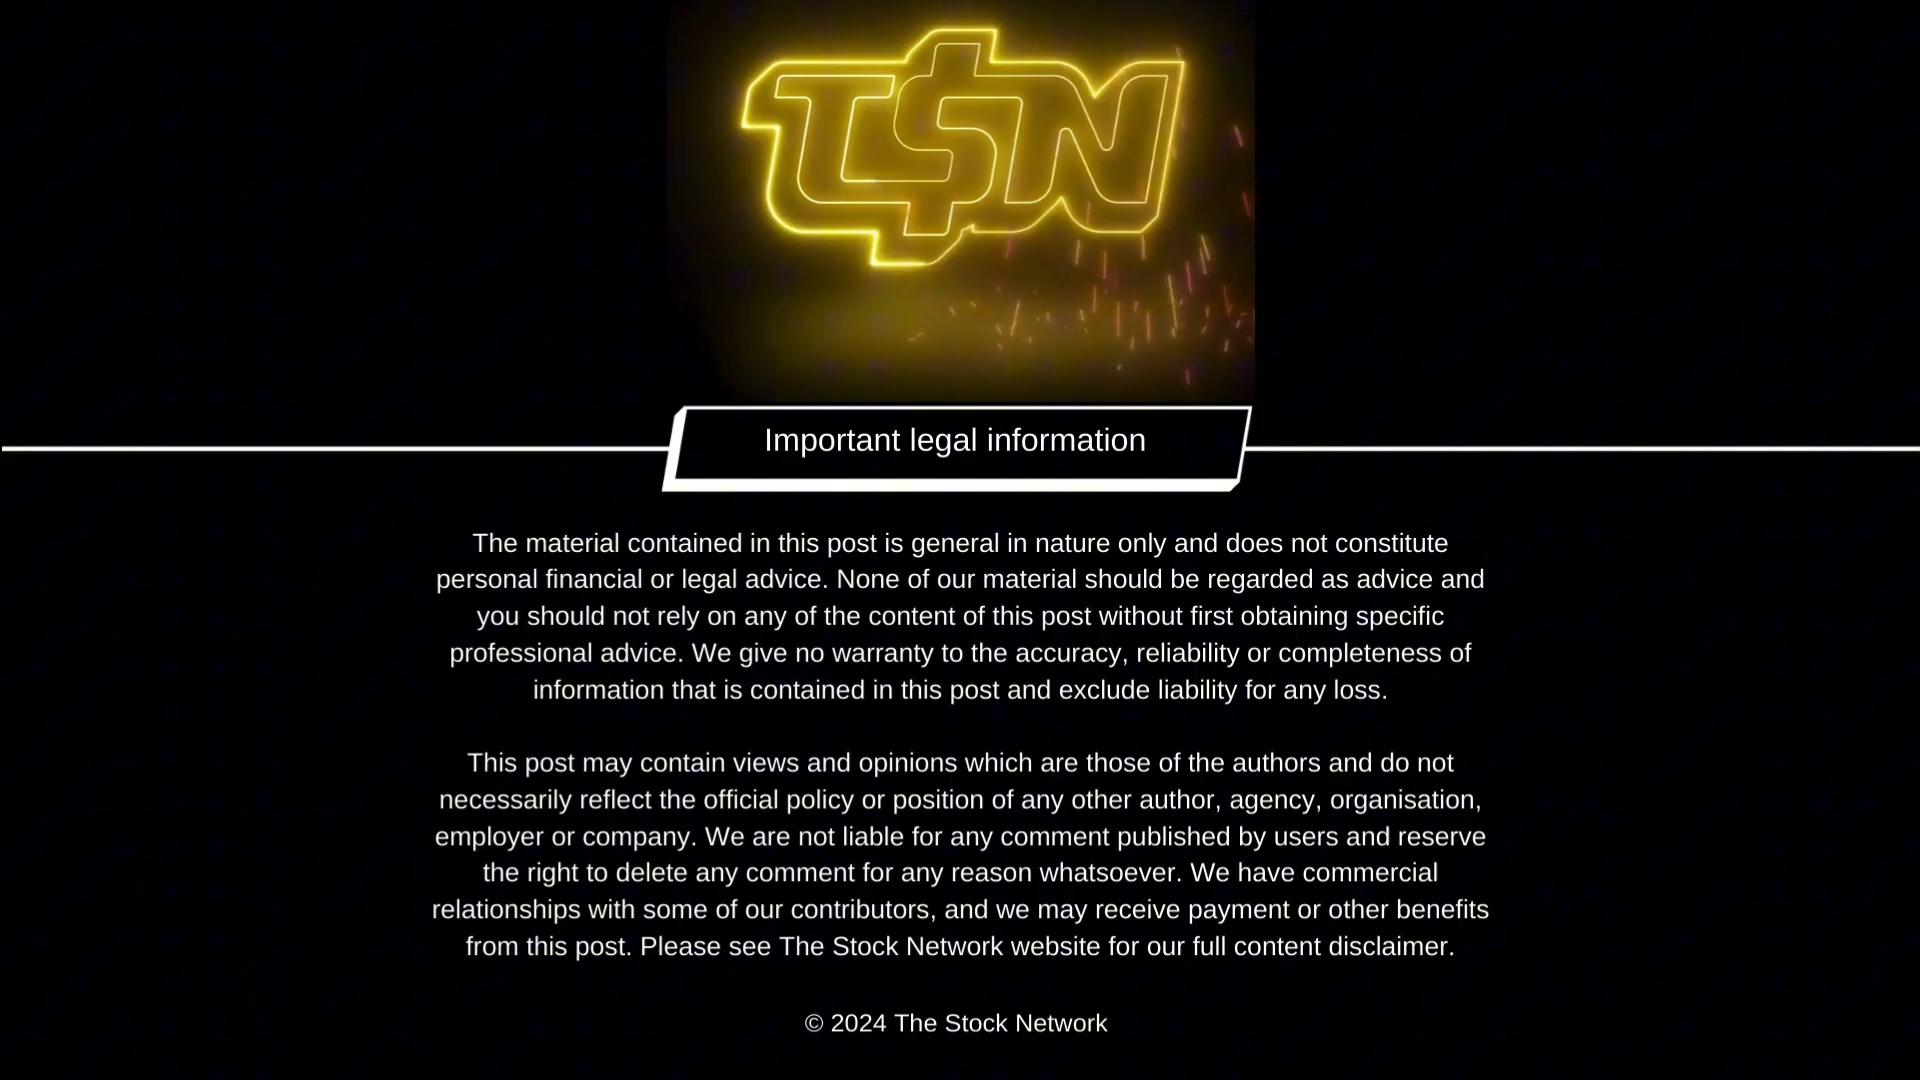 TSN
Important legal information
The material contained in this post is general in nature only and does not constitute
personal financial or legal advice. None of our material should be regarded as advice and
you should not rely on any of the content of this post without first obtaining specific
professional advice. We give no warranty to the accuracy, reliability or completeness of
information that is contained in this post and exclude liability for any loss.
This post may contain views and opinions which are those of the authors and do not
necessarily reflect the official policy or position of any other author, agency, organisation,
employer or company. We are not liable for any comment published by users and reserve
the right to delete any comment for any reason whatsoever. We have commercial
relationships with some of our contributors, and we may receive payment or other benefits
from this post. Please see The Stock Network website for our full content disclaimer.
© 2024 The Stock Network